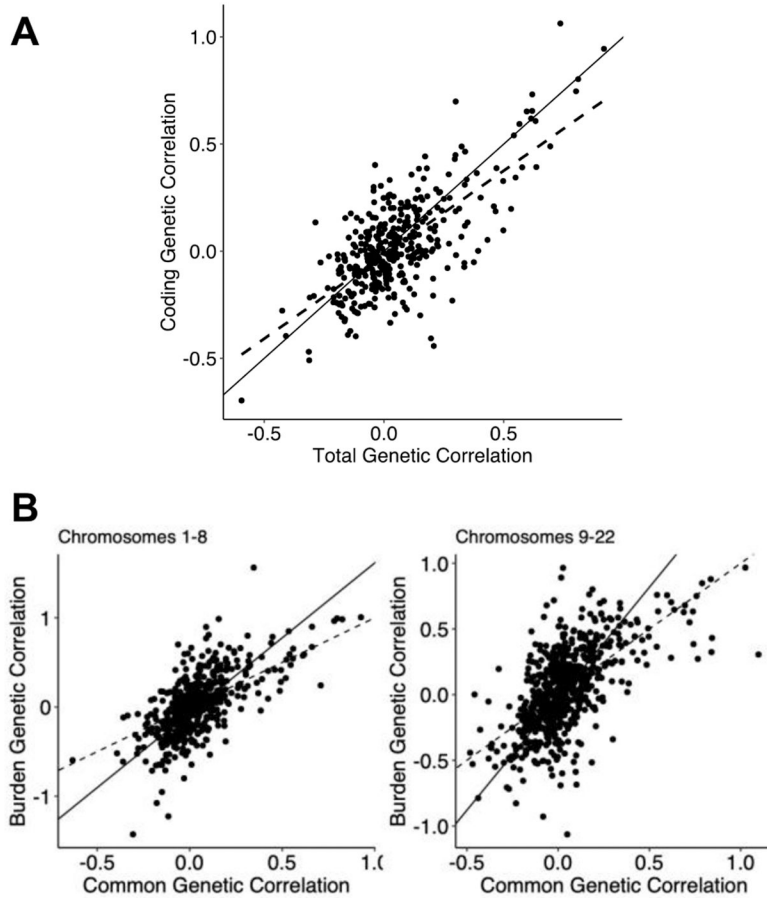 A
1.0
0.5
0.0
-0.5
Coding Genetic Correlation
-0.5 0.0 0.5
Total Genetic Correlation
B
Chromosomes 1-8
1
0
-1
Burden Genetic Correlation
-0.5 0.0 0.5 1.(
Common Genetic Correlation
Chromosomes 9-22
1.0
0.5
0.0
-0.5
-1.0
Burden Genetic Correlation
-0.5 0.0 0.5 1.0
Common Genetic Correlation